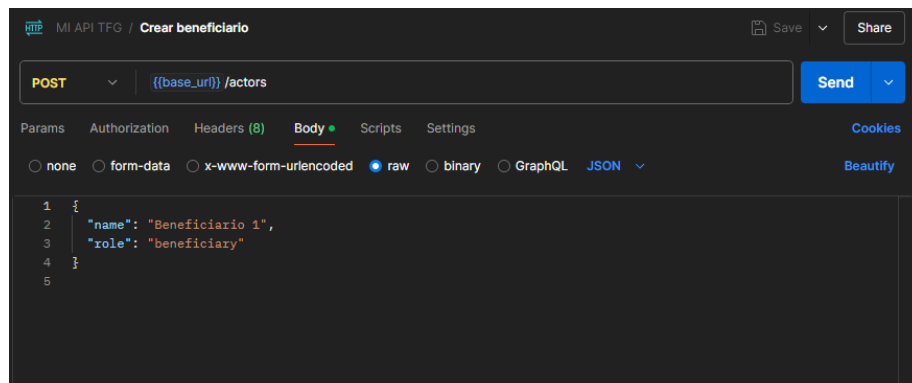 HTTP MI API TFG / Crear beneficiario Save Share
POST {{base_url}} /actors Send
Params Authorization Headers (8) Body Scripts Settings Cookies
none form-data x-www-form-urlencoded raw binary GraphQL JSON Beautify
1 {
2 "name": "Beneficiario 1",
3 "role": "beneficiary"
4 }
5